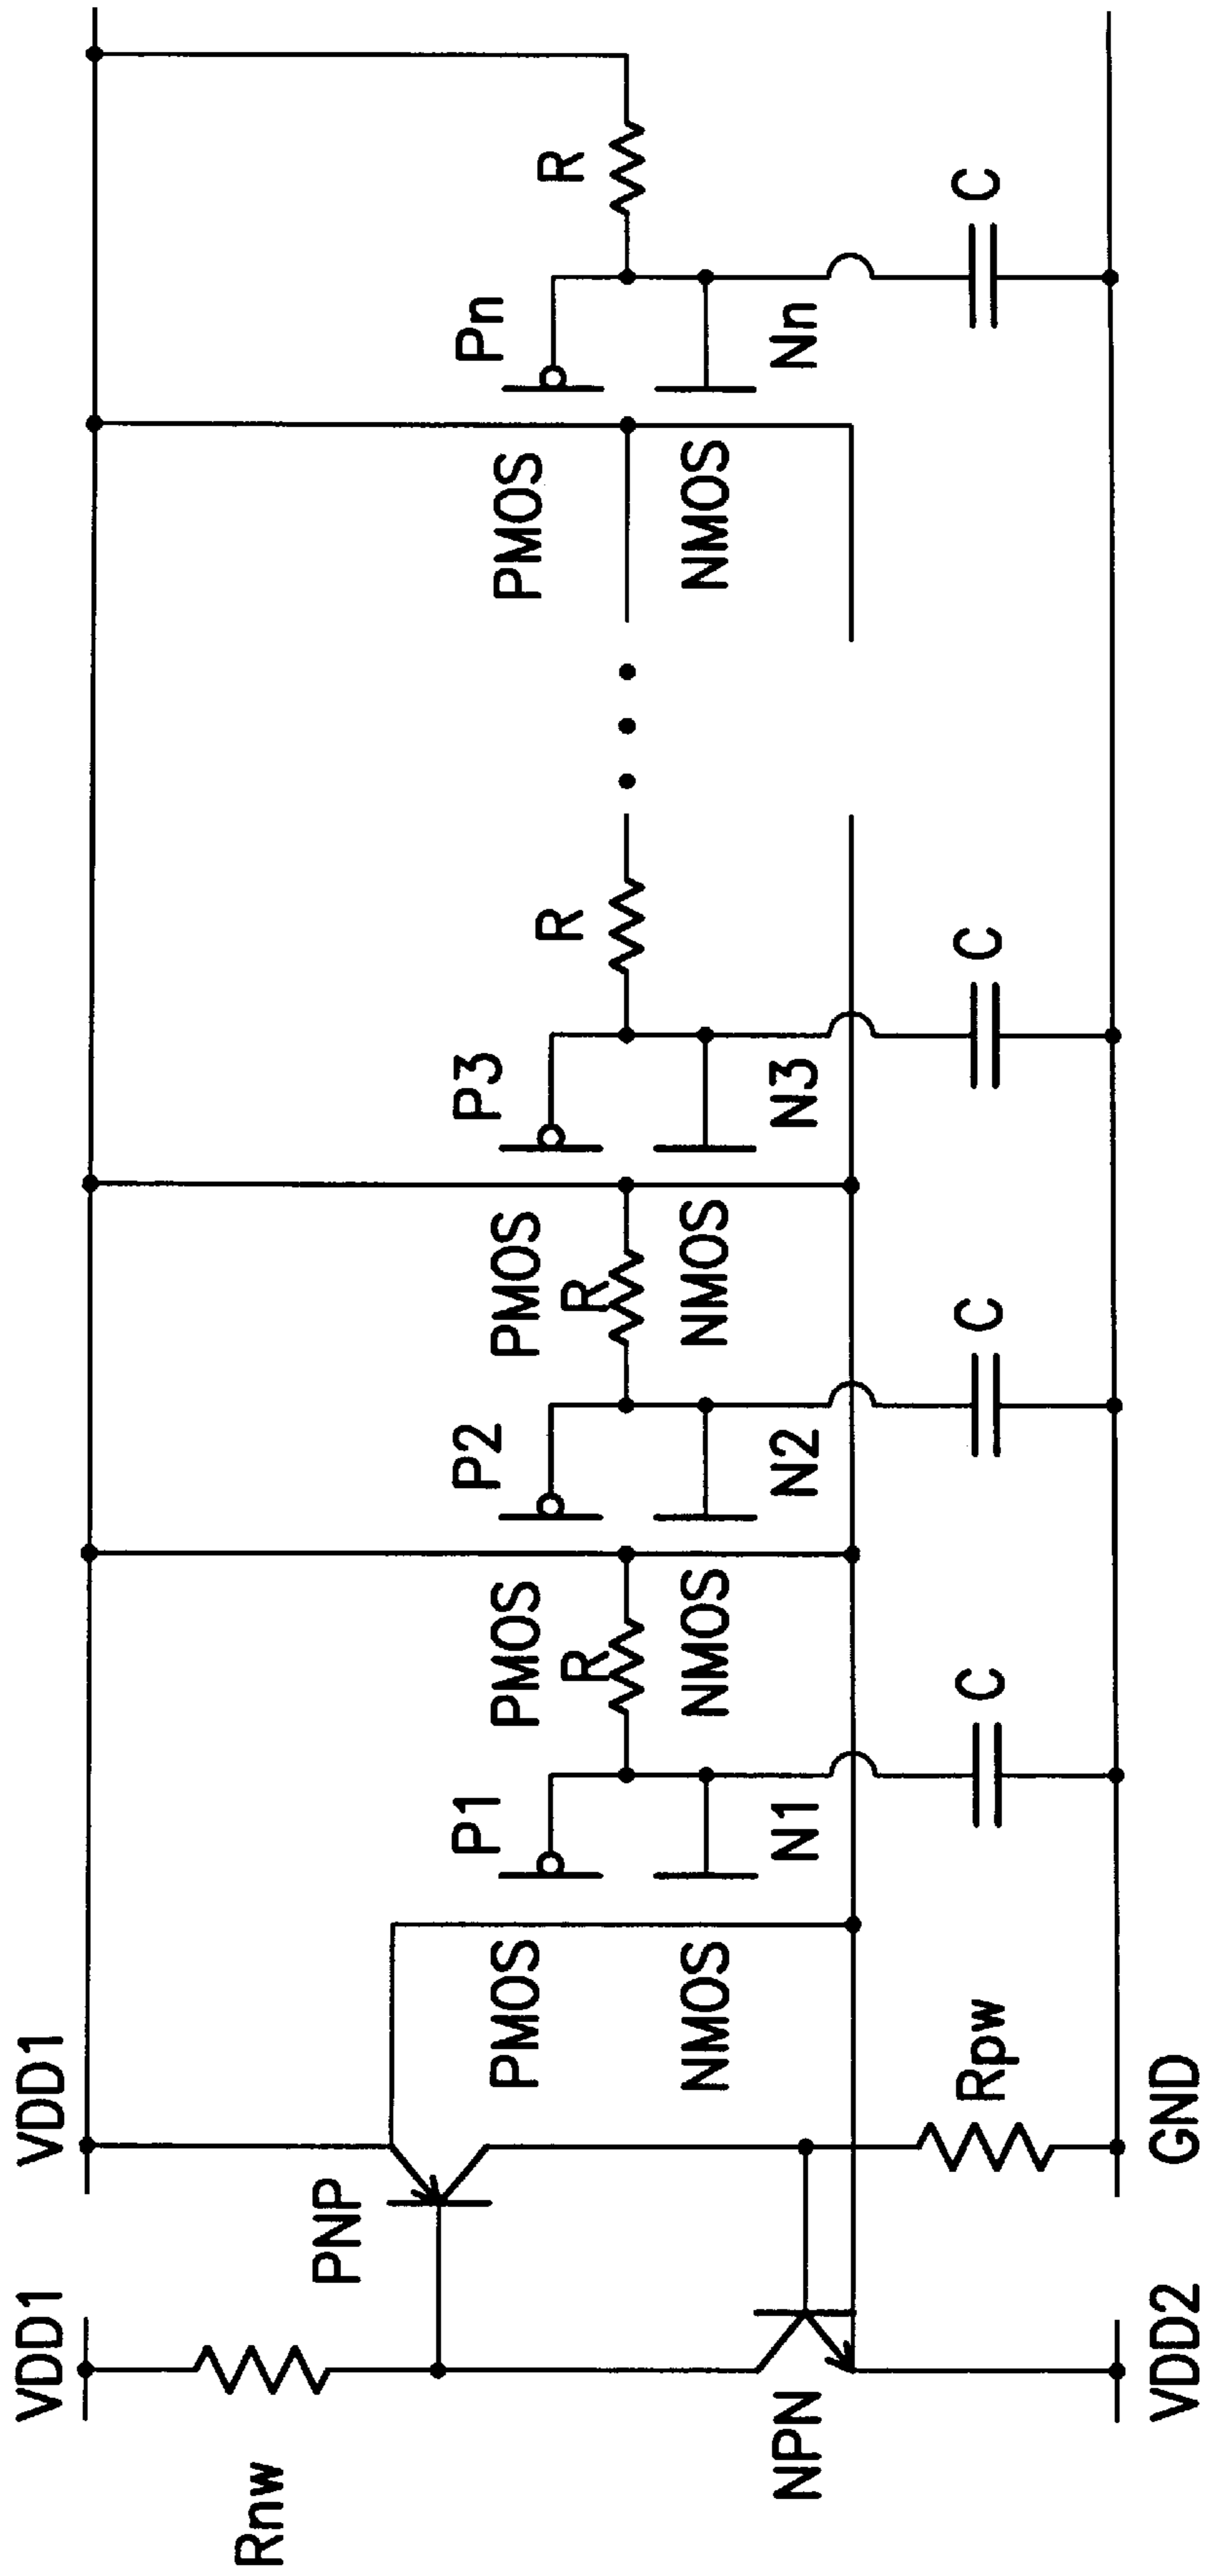 VDD1
VDD1
Rnw
PNP
NPN
Rpw
VDD2
GND
PMOS
NMOS
P1
N1
C
PMOS
R
NMOS
P2
N2
C
PMOS
R
NMOS
P3
N3
C
R
PMOS
NMOS
Pn
Nn
R
C